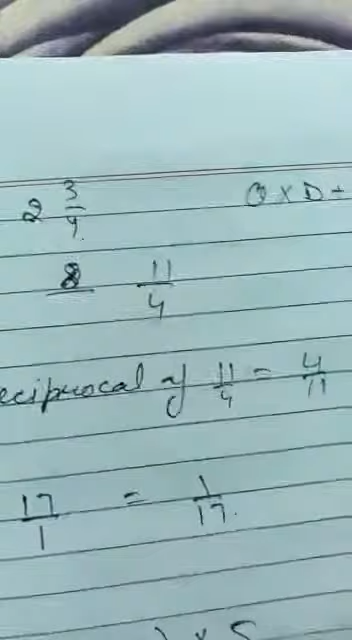 2 3/4 Q x D +
8 11/4
eciprocal of 11/4 = 4/11
17/1 = 1/17.